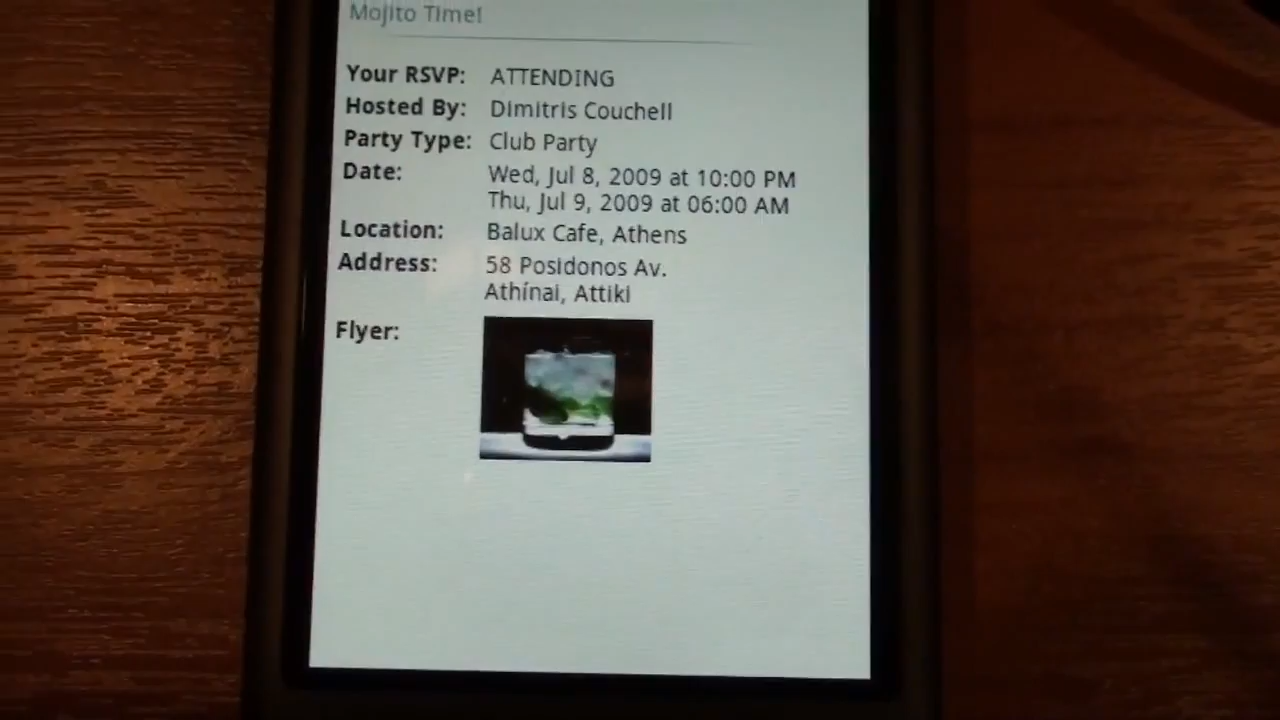 Mojito Time!
Your RSVP: ATTENDING
Hosted By: Dimitris Couchell
Party Type: Club Party
Date: Wed, Jul 8, 2009 at 10:00 PM
Thu, Jul 9, 2009 at 06:00 AM
Location: Balux Cafe, Athens
Address: 58 Posidonos Av.
Athínai, Attiki
Flyer: